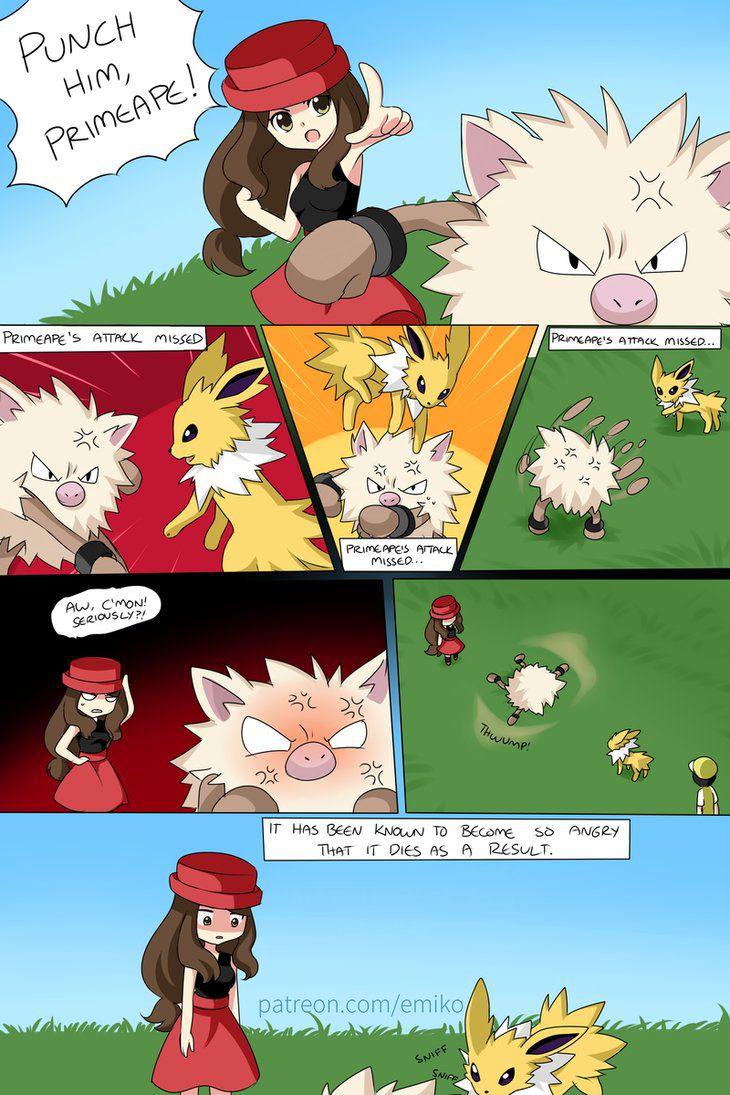 PUNCH
HIM,
PRIMEAPE!
PRIMEAPE'S ATTACK MISSED
PRIMEAPE'S ATTACK
MISSED...
PRIMEAPE'S ATTACK MISSED...
AW, C'MON!
SERIOUSLY?!
THWUMP!
IT HAS BEEN KNOWN TO BECOME SO ANGRY
THAT IT DIES AS A RESULT.
patreon.com/emiko
SNIFF
SNIFF